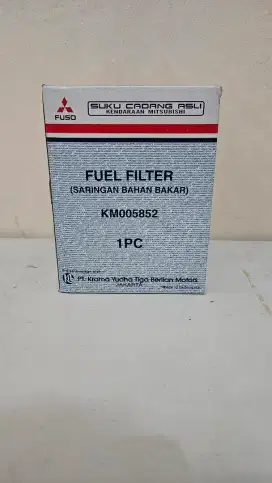 FUSO
SUKU CADANG ASLI
KENDARAAN MITSUBISHI
FUEL FILTER
(SARINGAN BAHAN BAKAR)
KM005852
1PC
PT. Krama Yudha Tiga Berlian Motors
JAKARTA